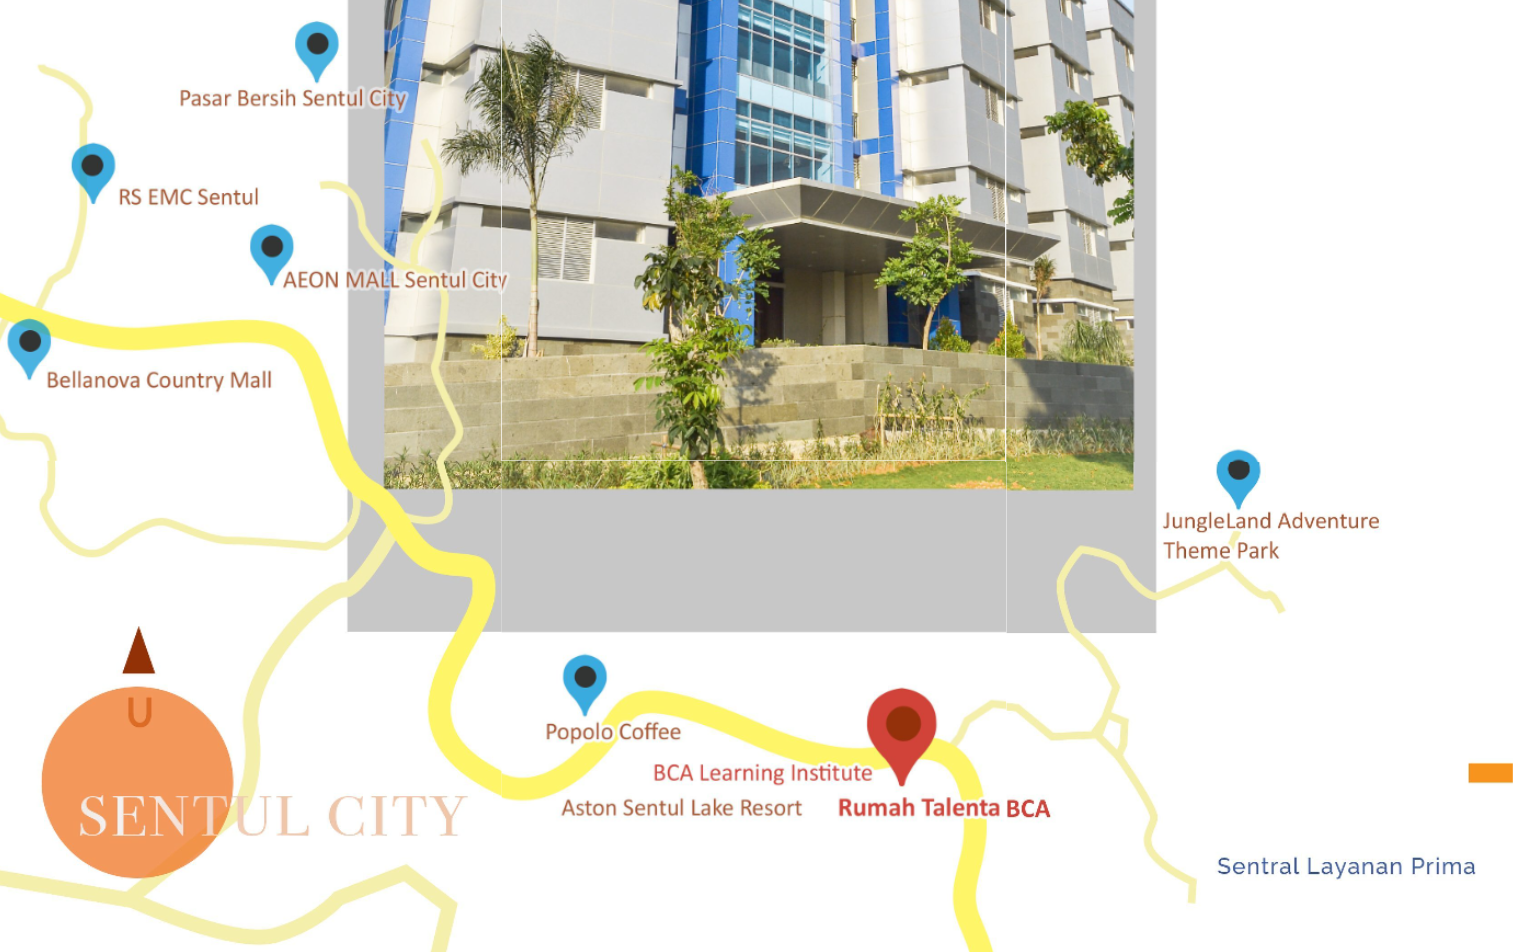 Pasar Bersih Sentul City
RS EMC Sentul
AEON MALL Sentul City
Bellanova Country Mall
JungleLand Adventure
Theme Park
U
Popolo Coffee
BCA Learning Institute
Aston Sentul Lake Resort
Rumah Talenta BCA
SENTUL CITY
Sentral Layanan Prima